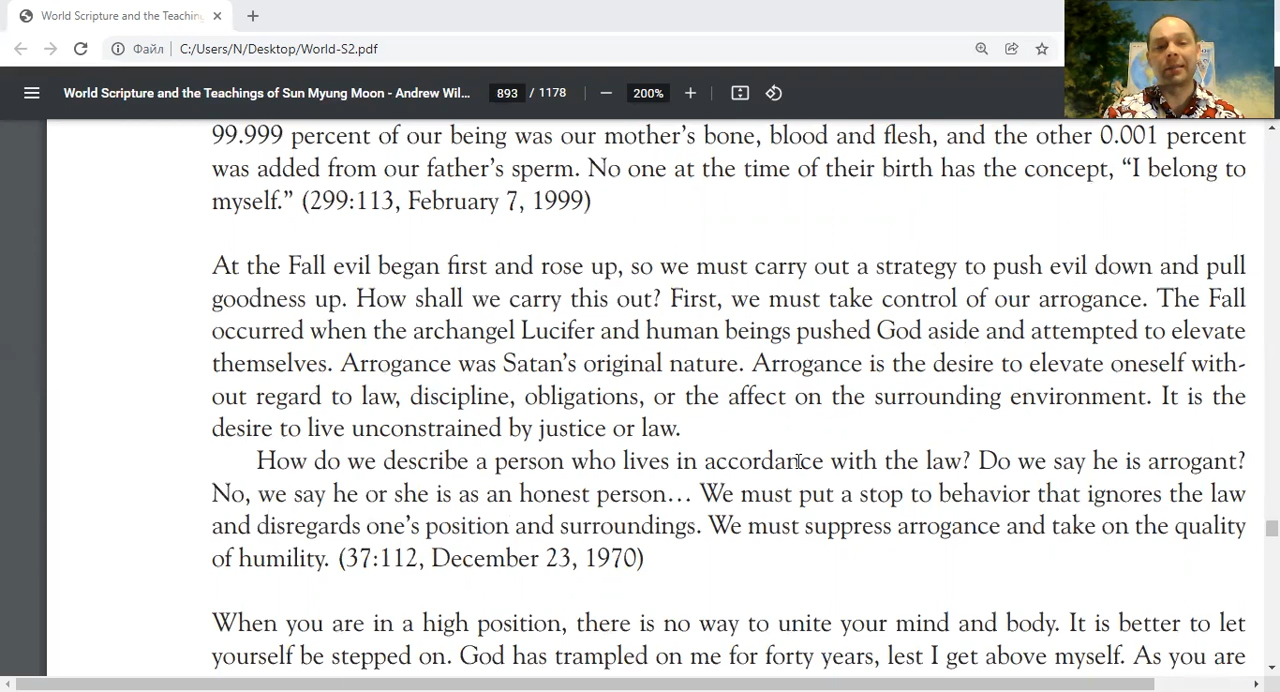 World Scripture and the Teachin
Файл
C:/Users/N/Desktop/World-S2.pdf
World Scripture and the Teachings of Sun Myung Moon - Andrew Wil...
893 / 1178
200%
99.999 percent of our being was our mother's bone, blood and flesh, and the other 0.001 percent
was added from our father's sperm. No one at the time of their birth has the concept, “I belong to
myself.” (299:113, February 7, 1999)
At the Fall evil began first and rose up, so we must carry out a strategy to push evil down and pull
goodness up. How shall we carry this out? First, we must take control of our arrogance. The Fall
occurred when the archangel Lucifer and human beings pushed God aside and attempted to elevate
themselves. Arrogance was Satan's original nature. Arrogance is the desire to elevate oneself with-
out regard to law, discipline, obligations, or the affect on the surrounding environment. It is the
desire to live unconstrained by justice or law.
How do we describe a person who lives in accordance with the law? Do we say he is arrogant?
No, we say he or she is as an honest person… We must put a stop to behavior that ignores the law
and disregards one's position and surroundings. We must suppress arrogance and take on the quality
of humility. (37:112, December 23, 1970)
When you are in a high position, there is no way to unite your mind and body. It is better to let
yourself be stepped on. God has trampled on me for forty years, lest I get above myself. As you are